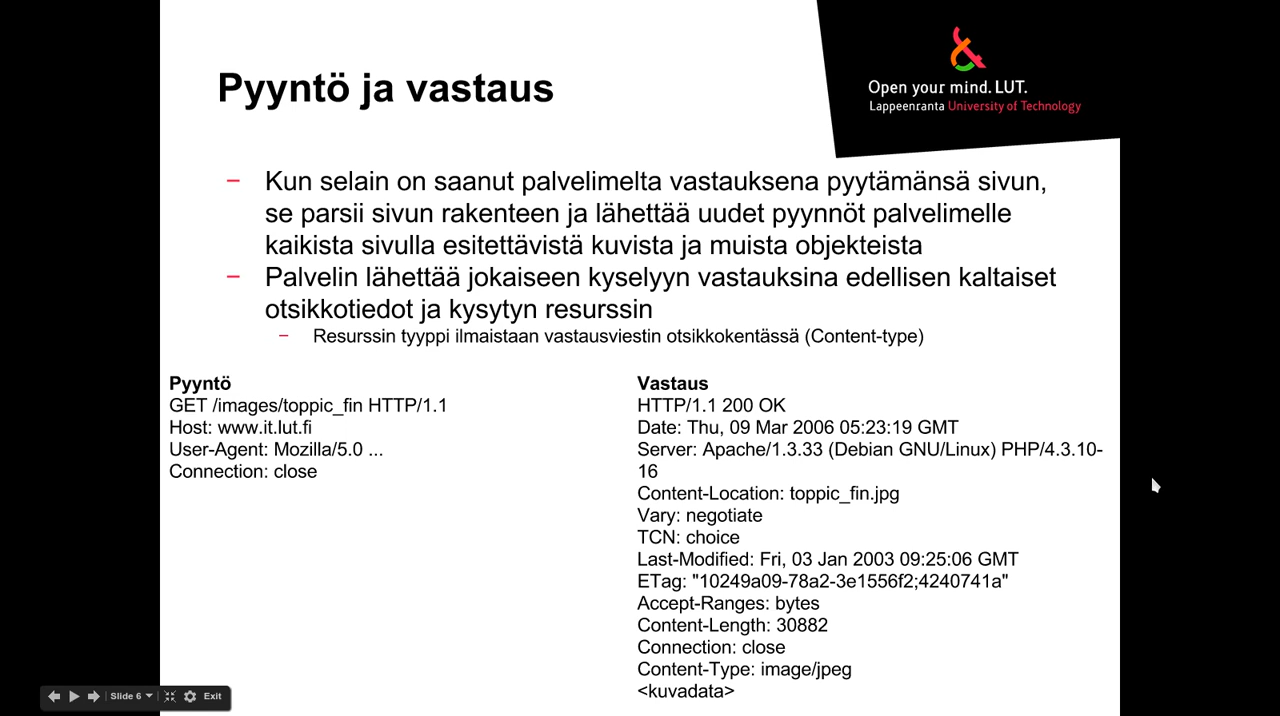 Pyyntö ja vastaus
Open your mind. LUT.
Lappeenranta University of Technology
– Kun selain on saanut palvelimelta vastauksena pyytämänsä sivun,
se parsii sivun rakenteen ja lähettää uudet pyynnöt palvelimelle
kaikista sivulla esitettävistä kuvista ja muista objekteista
– Palvelin lähettää jokaiseen kyselyyn vastauksina edellisen kaltaiset
otsikkotiedot ja kysytyn resurssin
– Resurssin tyyppi ilmaistaan vastausviestin otsikkokentässä (Content-type)
Pyyntö
GET /images/toppic_fin HTTP/1.1
Host: www.it.lut.fi
User-Agent: Mozilla/5.0 ...
Connection: close
Vastaus
HTTP/1.1 200 OK
Date: Thu, 09 Mar 2006 05:23:19 GMT
Server: Apache/1.3.33 (Debian GNU/Linux) PHP/4.3.10-
16
Content-Location: toppic_fin.jpg
Vary: negotiate
TCN: choice
Last-Modified: Fri, 03 Jan 2003 09:25:06 GMT
ETag: "10249a09-78a2-3e1556f2;4240741a"
Accept-Ranges: bytes
Content-Length: 30882
Connection: close
Content-Type: image/jpeg
<kuvadata>
Slide 6 Exit